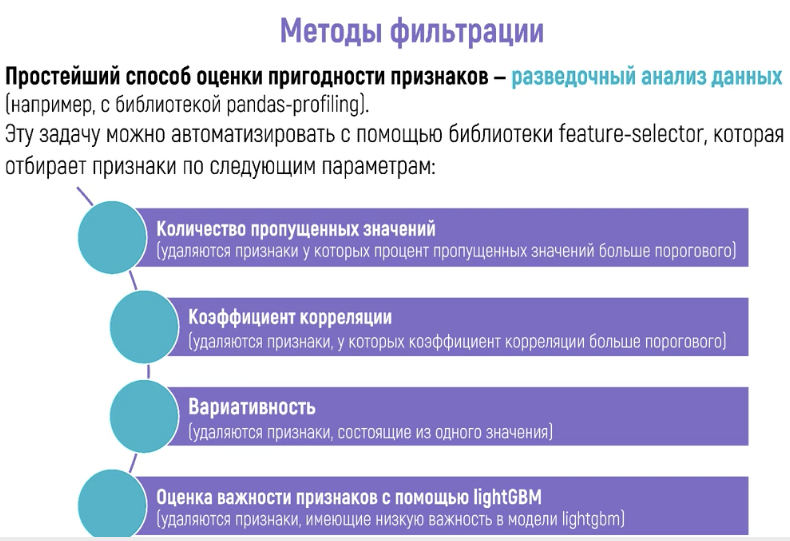 Методы фильтрации
Простейший способ оценки пригодности признаков – разведочный анализ данных
(например, с библиотекой pandas-profiling).
Эту задачу можно автоматизировать с помощью библиотеки feature-selector, которая
отбирает признаки по следующим параметрам:
Количество пропущенных значений
(удаляются признаки у которых процент пропущенных значений больше порогового)
Коэффициент корреляции
(удаляются признаки, у которых коэффициент корреляции больше порогового)
Вариативность
(удаляются признаки, состоящие из одного значения)
Оценка важности признаков с помощью lightGBM
(удаляются признаки, имеющие низкую важность в модели lightgbm)